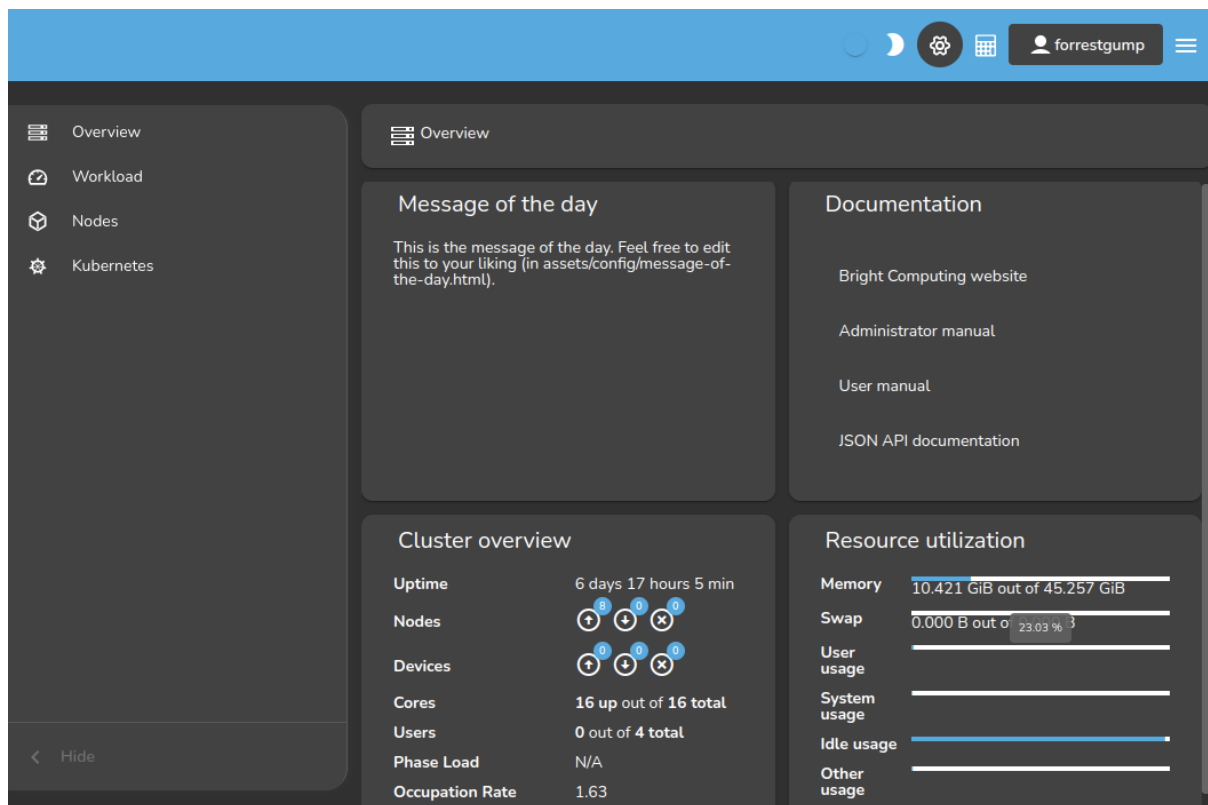 forrestgump
Overview
Workload
Nodes
Kubernetes
Hide
Overview
Message of the day
This is the message of the day. Feel free to edit
this to your liking (in assets/config/message-of-
the-day.html).
Documentation
Bright Computing website
Administrator manual
User manual
JSON API documentation
Cluster overview
Uptime 6 days 17 hours 5 min
Nodes 8 0 0
Devices 0 0 0
Cores 16 up out of 16 total
Users 0 out of 4 total
Phase Load N/A
Occupation Rate 1.63
Resource utilization
Memory 10.421 GiB out of 45.257 GiB
Swap 0.000 B out of B
23.03 %
User
usage
System
usage
Idle usage
Other
usage